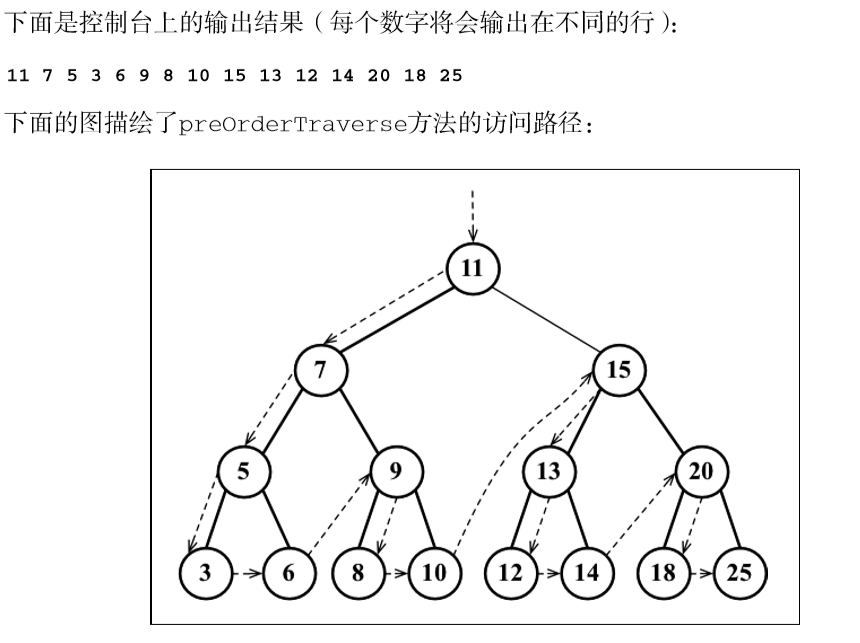 下面是控制台上的输出结果（每个数字将会输出在不同的行）：
11 7 5 3 6 9 8 10 15 13 12 14 20 18 25
下面的图描绘了preOrderTraverse方法的访问路径：
11
7 15
5 9 13 20
3 6 8 10 12 14 18 25